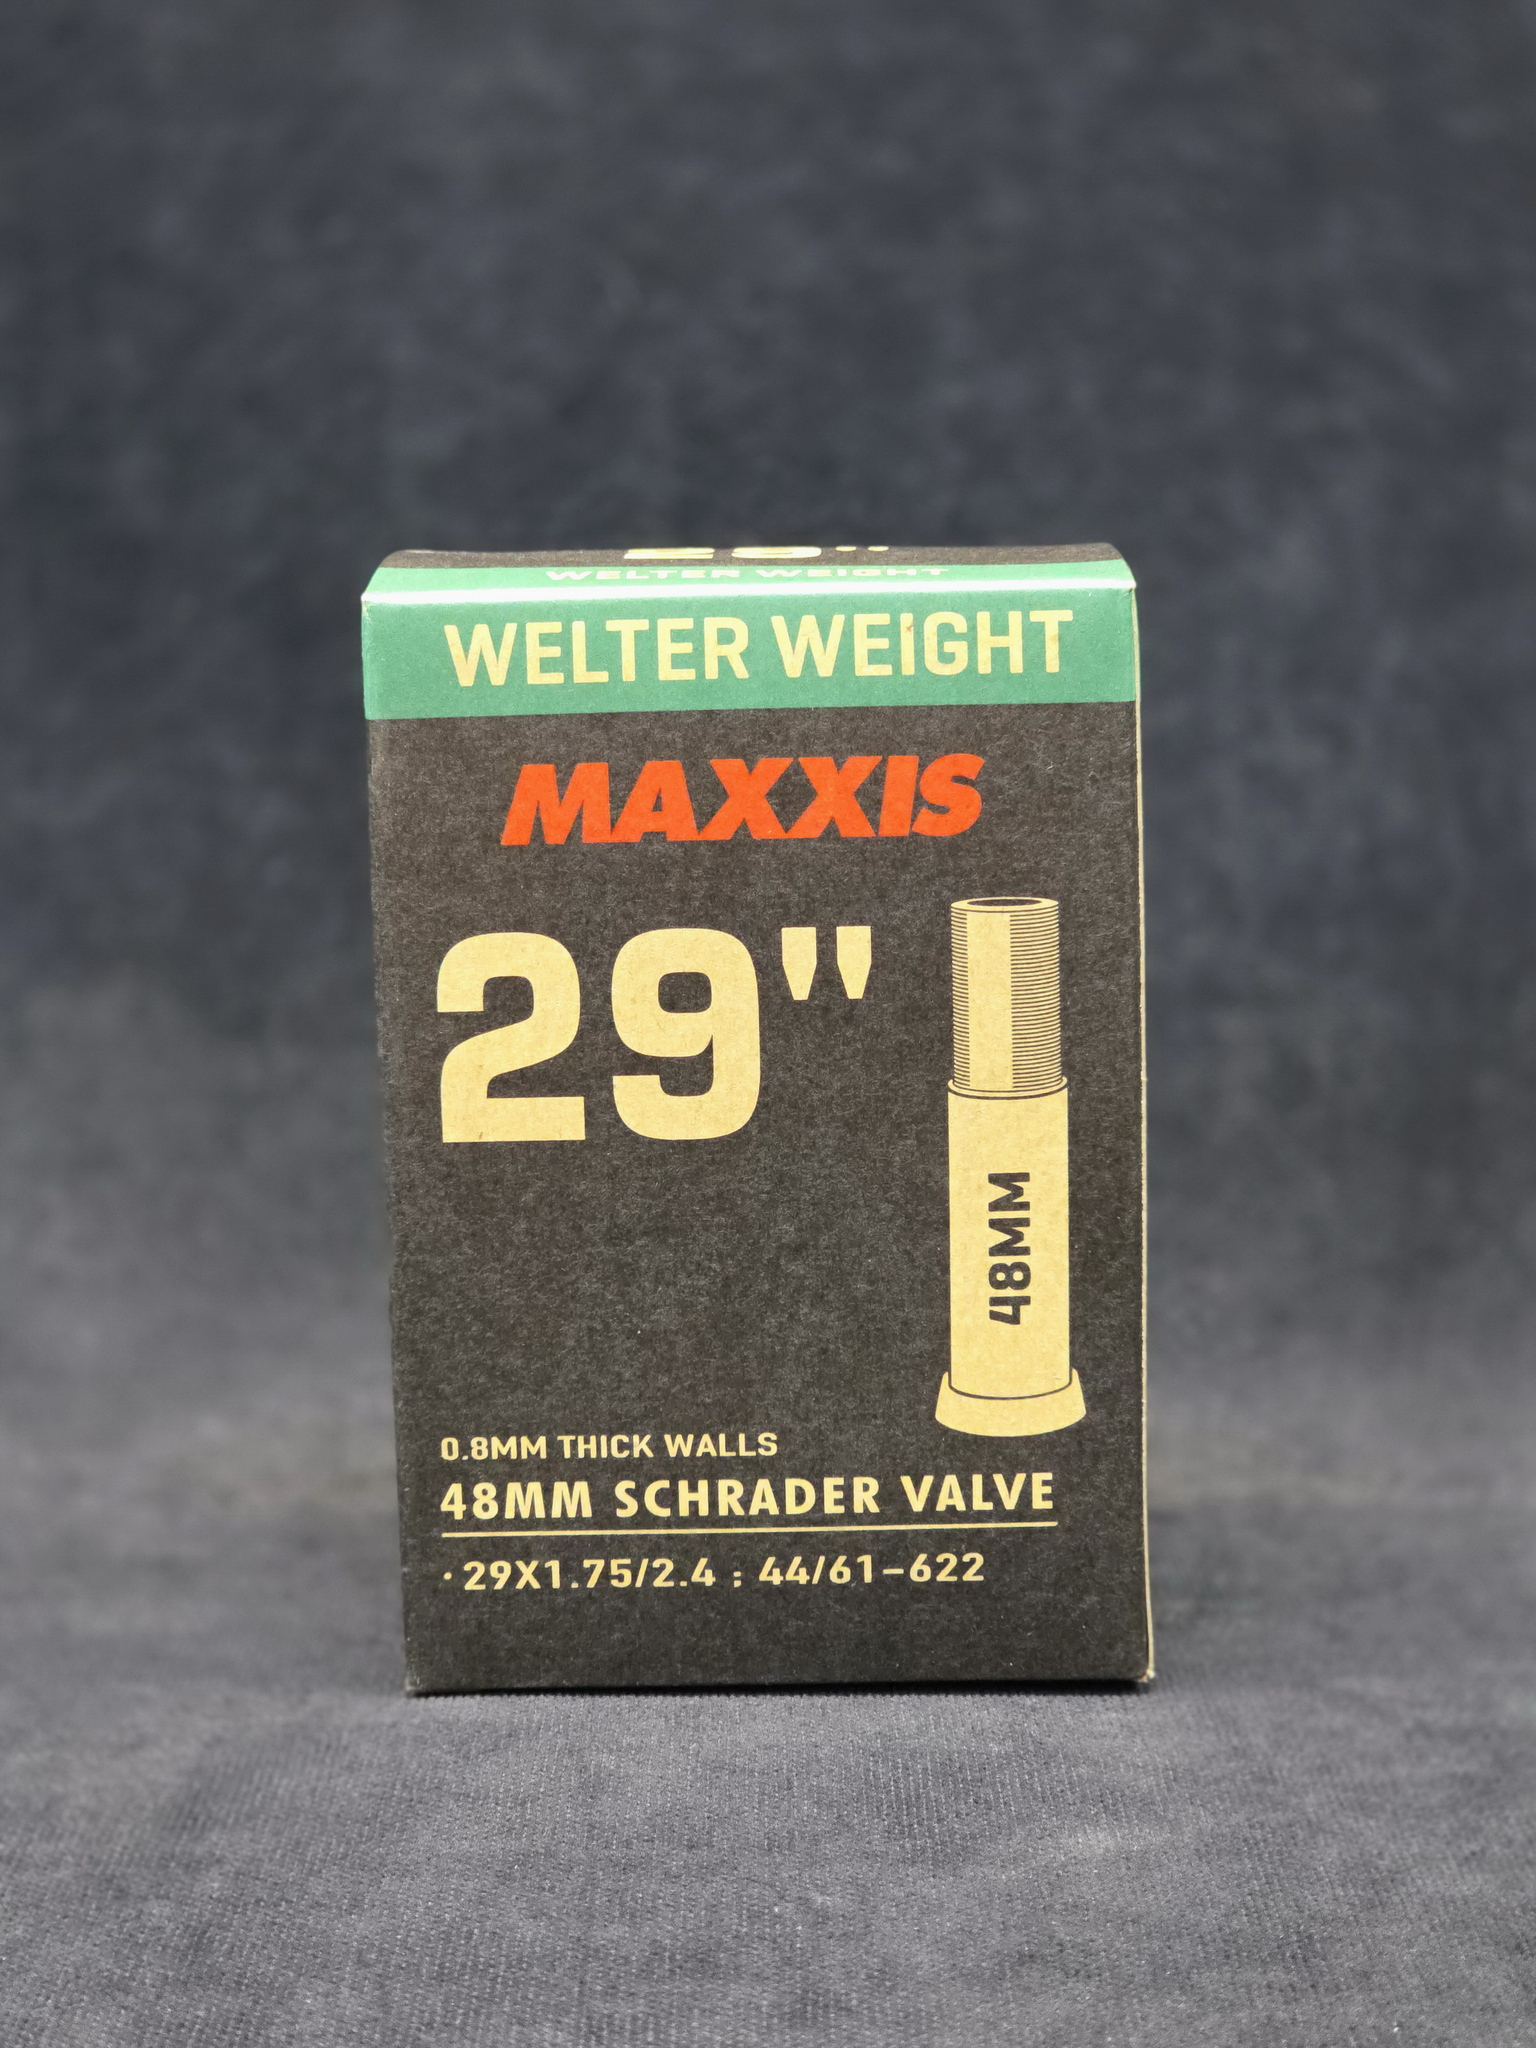 29"
WELTER WEIGHT
WELTER WEIGHT
MAXXIS
29"
48MM
0.8MM THICK WALLS
48MM SCHRADER VALVE
·29X1.75/2.4 ; 44/61-622